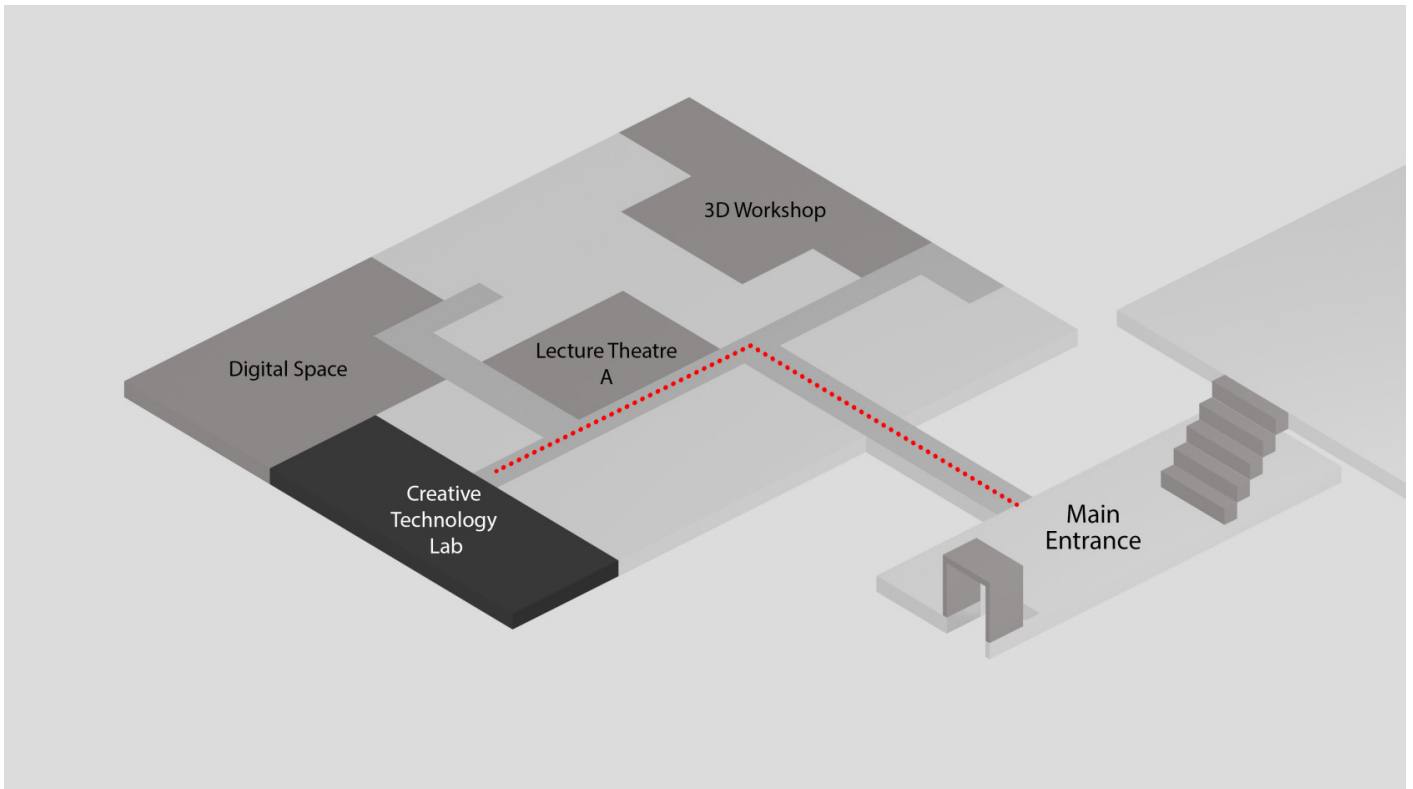 3D Workshop
Lecture Theatre
A
Digital Space
Creative
Technology
Lab
Main
Entrance